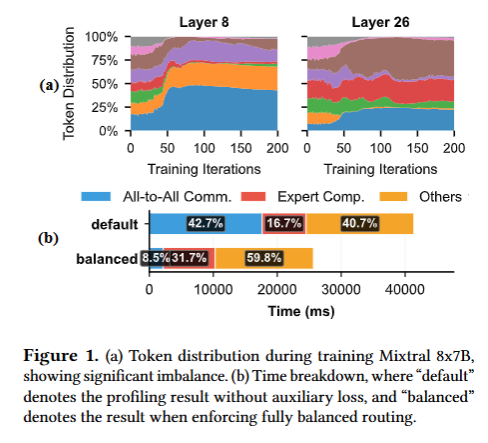 Layer 8
Layer 26
(a)
Token Distribution
100%
75%
50%
25%
0%
0 50 100 150 200
0 50 100 150 200
Training Iterations
Training Iterations
All-to-All Comm.
Expert Comp.
Others
(b)
default
42.7%
16.7%
40.7%
balanced
8.5%
31.7%
59.8%
0 10000 20000 30000 40000
Time (ms)
Figure 1. (a) Token distribution during training Mixtral 8x7B,
showing significant imbalance. (b) Time breakdown, where “default”
denotes the profiling result without auxiliary loss, and “balanced”
denotes the result when enforcing fully balanced routing.